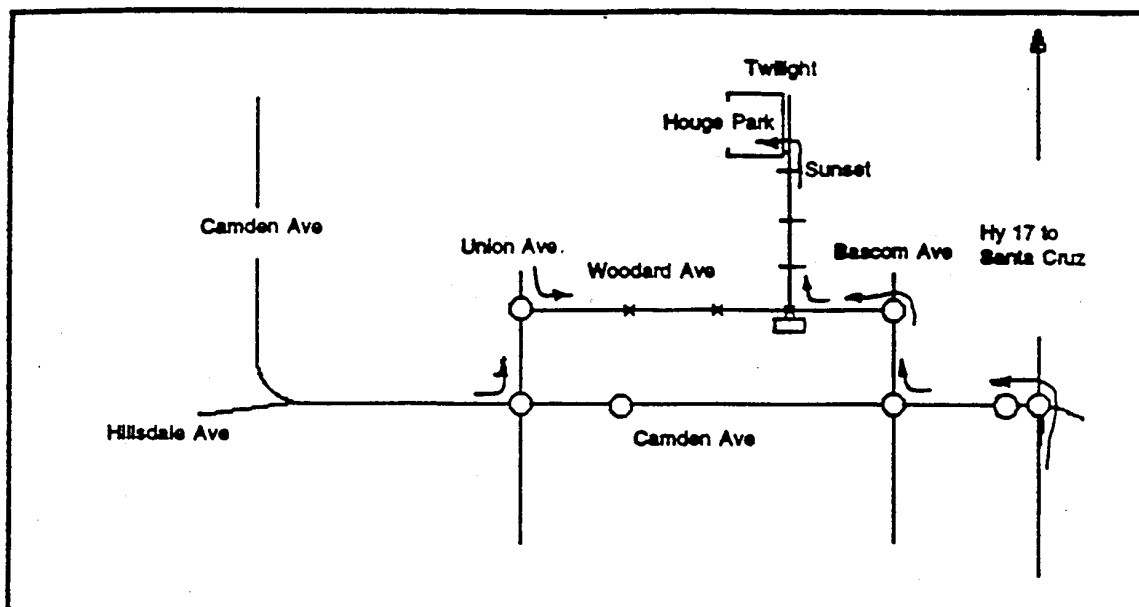 Twilight
Houge Park
Sunset
Camden Ave
Union Ave.
Woodard Ave
Bascom Ave
Hy 17 to
Santa Cruz
Hillsdale Ave
Camden Ave